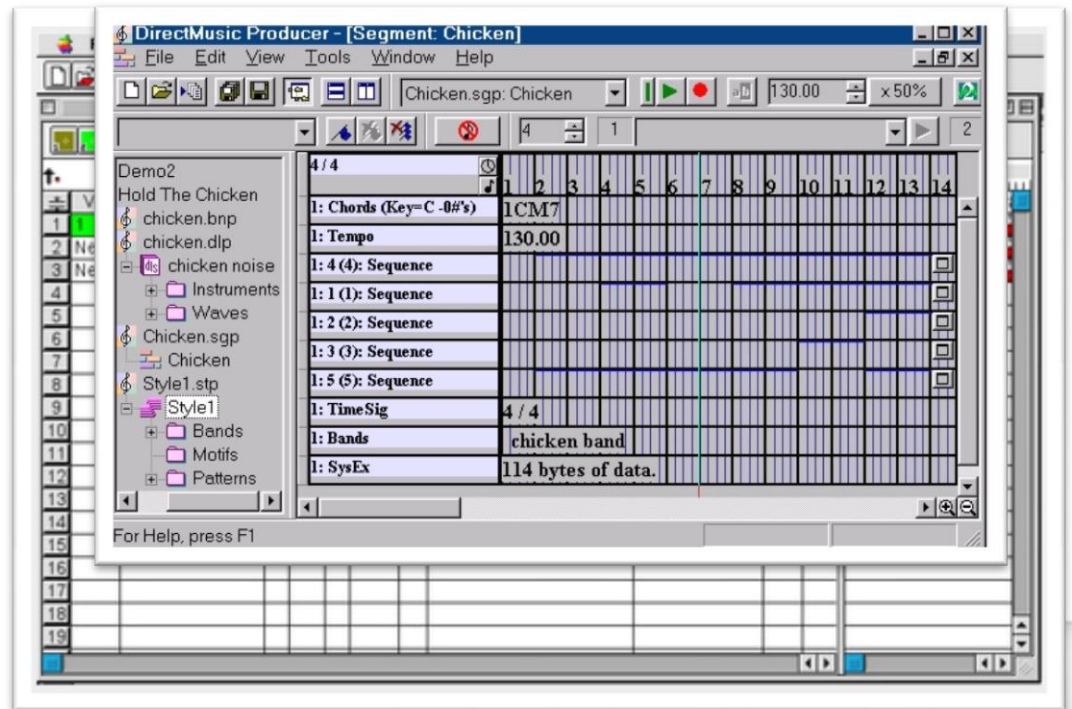 DirectMusic Producer - [Segment: Chicken]
File Edit View Tools Window Help
Chicken.sgp: Chicken 130.00 x50%
4 1 2
Demo2
Hold The Chicken
chicken.bnp
chicken.dlp
dls chicken noise
Instruments
Waves
Chicken.sgp
Chicken
Style1.stp
Style1
Bands
Motifs
Patterns
4 / 4
1 2 3 4 5 6 7 8 9 10 11 12 13 14
1: Chords (Key=C -0#'s) 1CM7
1: Tempo 130.00
1: 4 (4): Sequence
1: 1 (1): Sequence
1: 2 (2): Sequence
1: 3 (3): Sequence
1: 5 (5): Sequence
1: TimeSig 4 / 4
1: Bands chicken band
1: SysEx 114 bytes of data.
For Help, press F1
1 1
2 Ne
3 Ne
4
5
6
7
8
9
10
11
12
13
14
15
16
17
18
19